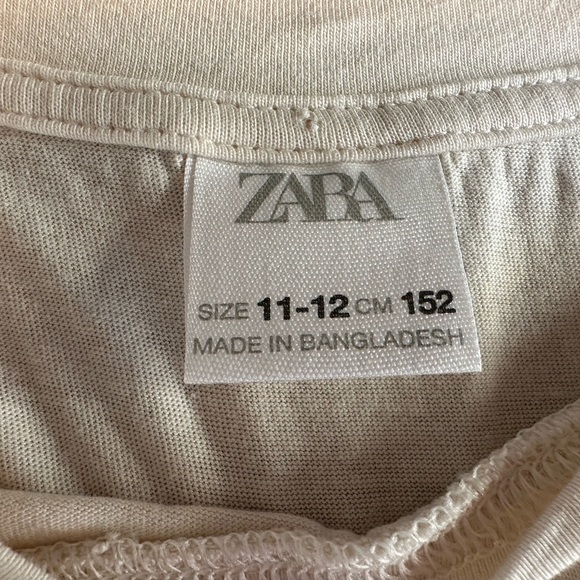 ZARA
SIZE 11-12 CM 152
MADE IN BANGLADESH